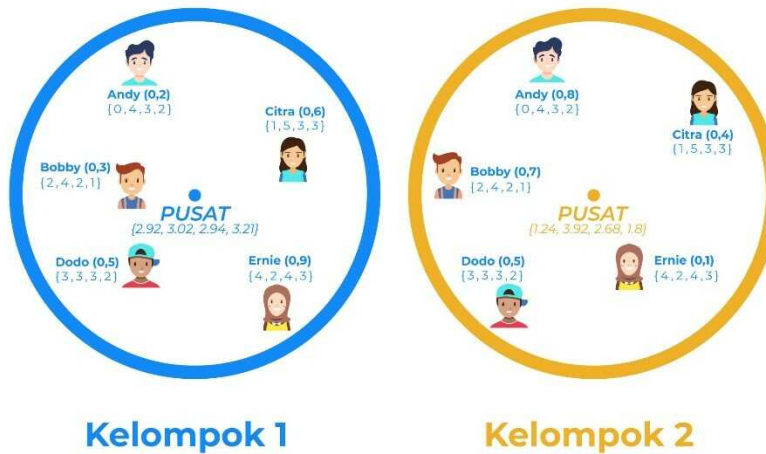 Andy (0,2)
{0,4,3,2}
Citra (0,6)
{1,5,3,3}
Bobby (0,3)
{2,4,2,1}
PUSAT
{2.92, 3.02, 2.94, 3.21}
Dodo (0,5)
{3,3,3,2}
Ernie (0,9)
{4,2,4,3}
Kelompok 1
Andy (0,8)
{0,4,3,2}
Citra (0,4)
{1,5,3,3}
Bobby (0,7)
{2,4,2,1}
PUSAT
{1.24, 3.92, 2.68, 1.8}
Dodo (0,5)
{3,3,3,2}
Ernie (0,1)
{4,2,4,3}
Kelompok 2